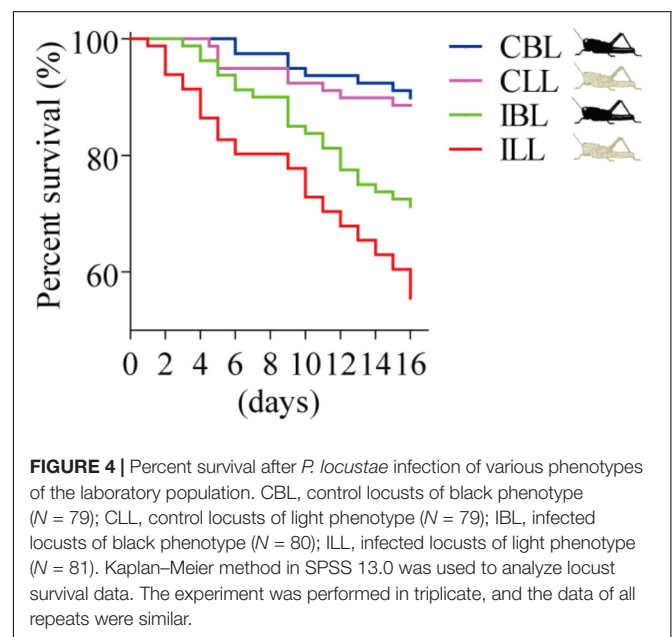 Percent survival (%)
100
80
60
0 2 4 6 8 10 12 14 16
(days)
CBL
CLL
IBL
ILL
FIGURE 4 | Percent survival after P. locustae infection of various phenotypes
of the laboratory population. CBL, control locusts of black phenotype
(N = 79); CLL, control locusts of light phenotype (N = 79); IBL, infected
locusts of black phenotype (N = 80); ILL, infected locusts of light phenotype
(N = 81). Kaplan–Meier method in SPSS 13.0 was used to analyze locust
survival data. The experiment was performed in triplicate, and the data of all
repeats were similar.